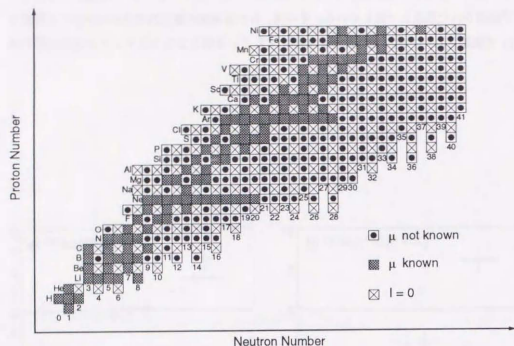 Ni
Fe
Mn
Cr
V
Ti
Sc
Ca
K
Ar
Cl
S
P
Si
Al
Mg
Na
Ne
F
O
N
C
B
Be
Li
He
H
0 1 2 3 4 5 6 7 8 9 10 11 12 13 14 15 16 17 18 19 20 21 22 23 24 25 26 27 28 29 30 31 32 33 34 35 36 37 38 39 40 41
Proton Number
Neutron Number
μ not known
μ known
I = 0